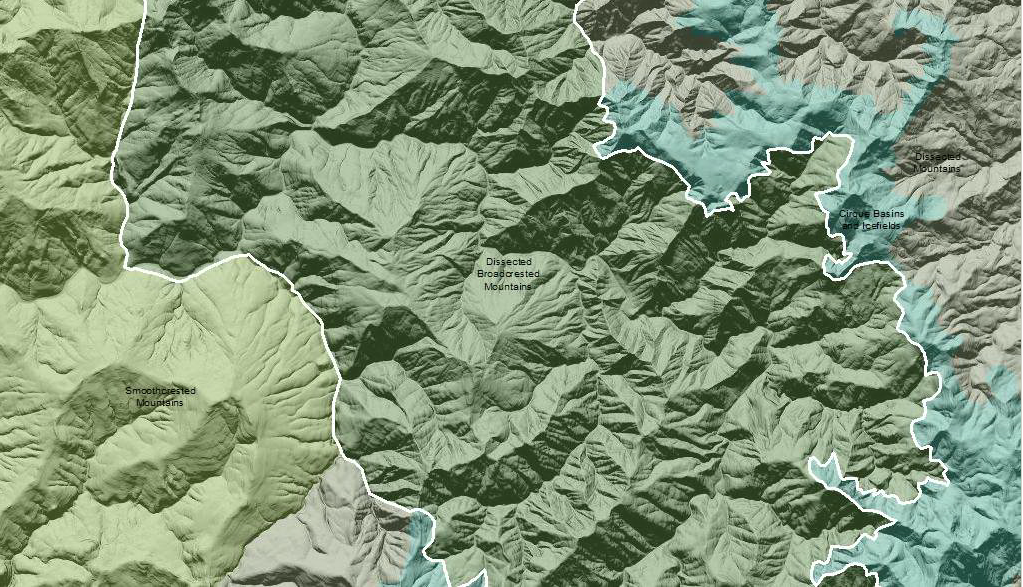 Dissected
Mountains
Cirque Basins
and Icefields
Dissected
Broadcrested
Mountains
Smoothcrested
Mountains